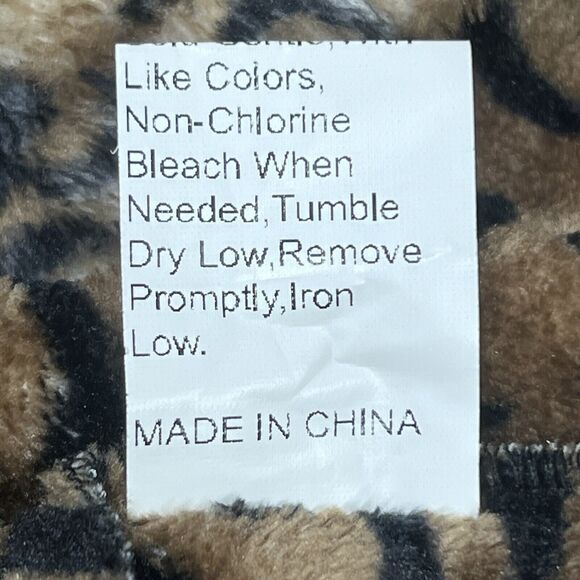 Like Colors,
Non-Chlorine
Bleach When
Needed,Tumble
Dry Low,Remove
Promptly,Iron
Low.
MADE IN CHINA